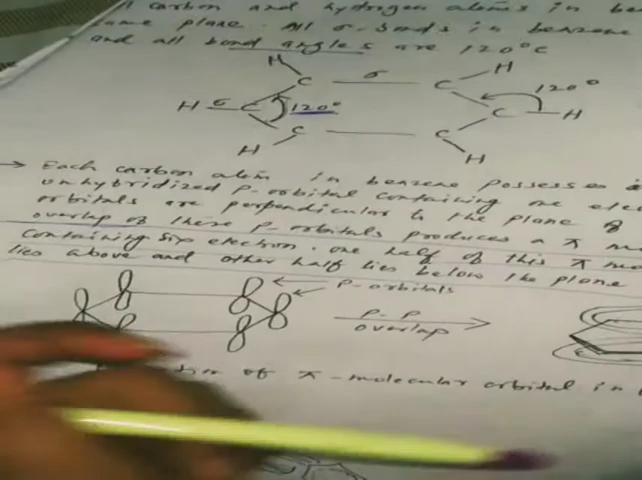 l carbon and hydrogen atoms in be
ame plane. All σ-bonds in benzene
and all bond angles are 120°C
H H
C σ C 120°
H σ C 120° C H
C C
H H
→ Each carbon atom in benzene possesses
unhybridized P-orbital containing one elec
orbitals are perpendicular to the plane of
overlap of these P-orbitals produces a π m
Containing six electron. one half of this π m
lies above and other half lies below the plane
P-orbitals
P-P
overlap
of π-molecular orbital in